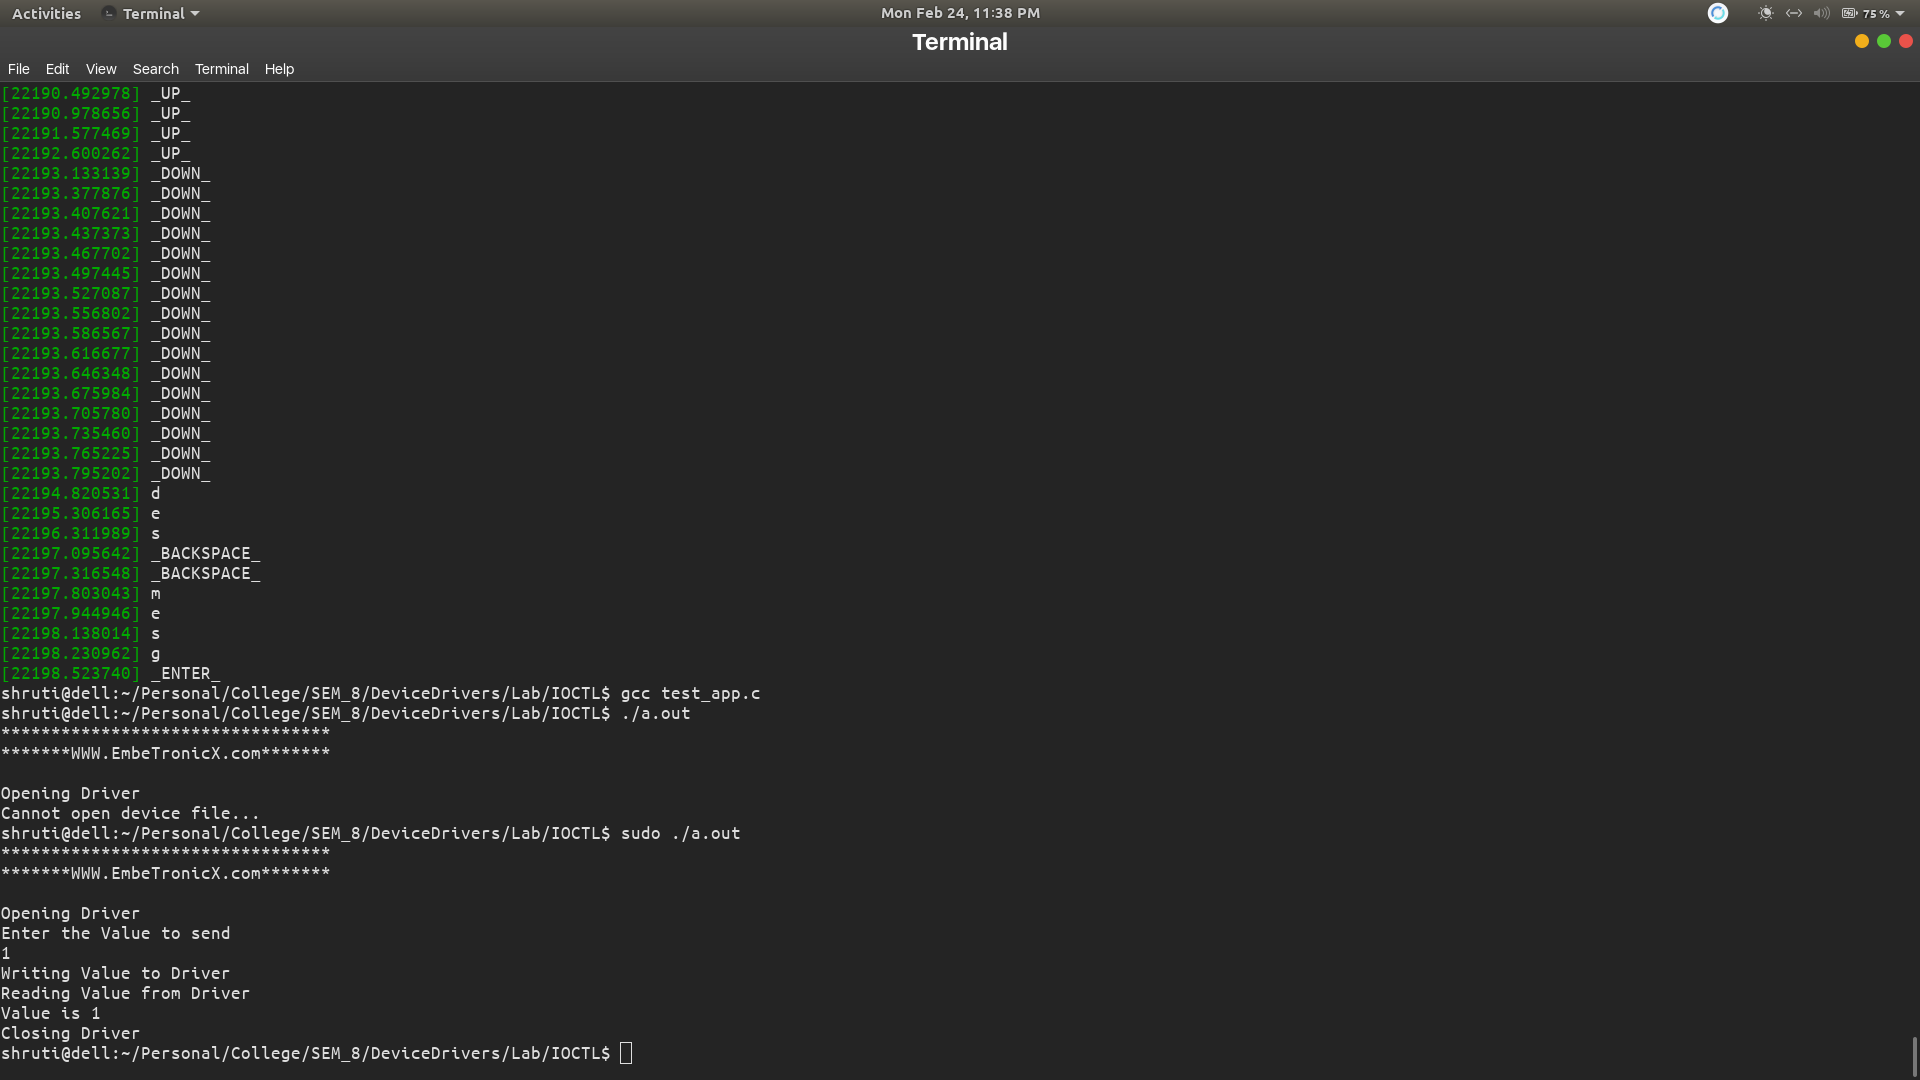 Activities Terminal Mon Feb 24, 11:38 PM 75 %
Terminal
File Edit View Search Terminal Help
[22190.492978] _UP_
[22190.978656] _UP_
[22191.577469] _UP_
[22192.600262] _UP_
[22193.133139] _DOWN_
[22193.377876] _DOWN_
[22193.407621] _DOWN_
[22193.437373] _DOWN_
[22193.467702] _DOWN_
[22193.497445] _DOWN_
[22193.527087] _DOWN_
[22193.556802] _DOWN_
[22193.586567] _DOWN_
[22193.616677] _DOWN_
[22193.646348] _DOWN_
[22193.675984] _DOWN_
[22193.705780] _DOWN_
[22193.735460] _DOWN_
[22193.765225] _DOWN_
[22193.795202] _DOWN_
[22194.820531] d
[22195.306165] e
[22196.311989] s
[22197.095642] _BACKSPACE_
[22197.316548] _BACKSPACE_
[22197.803043] m
[22197.944946] e
[22198.138014] s
[22198.230962] g
[22198.523740] _ENTER_
shruti@dell:~/Personal/College/SEM_8/DeviceDrivers/Lab/IOCTL$ gcc test_app.c
shruti@dell:~/Personal/College/SEM_8/DeviceDrivers/Lab/IOCTL$ ./a.out
*********************************
*******WWW.EmbeTronicX.com*******
Opening Driver
Cannot open device file...
shruti@dell:~/Personal/College/SEM_8/DeviceDrivers/Lab/IOCTL$ sudo ./a.out
*********************************
*******WWW.EmbeTronicX.com*******
Opening Driver
Enter the Value to send
1
Writing Value to Driver
Reading Value from Driver
Value is 1
Closing Driver
shruti@dell:~/Personal/College/SEM_8/DeviceDrivers/Lab/IOCTL$